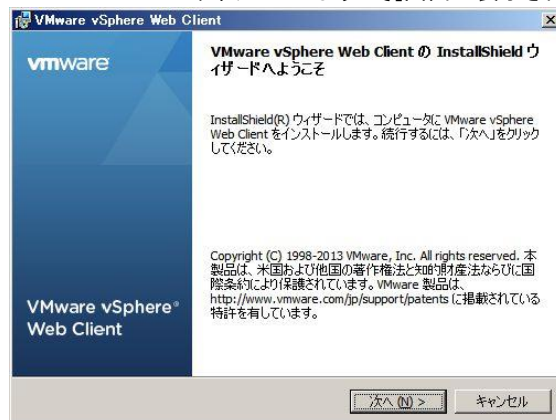 VMware vSphere Web Client
vmware
VMware vSphere Web Client の InstallShield ウ
ィザードへようこそ
InstallShield(R) ウィザードでは、コンピュータに VMware vSphere
Web Client をインストールします。続行するには、「次へ」をクリック
してください。
Copyright (C) 1998-2013 VMware, Inc. All rights reserved. 本
製品は、米国および他国の著作権法と知的財産法ならびに国
際条約により保護されています。VMware 製品は、
http://www.vmware.com/jp/support/patents に掲載されている
特許を有しています。
VMware vSphere®
Web Client
次へ(N) >
キャンセル